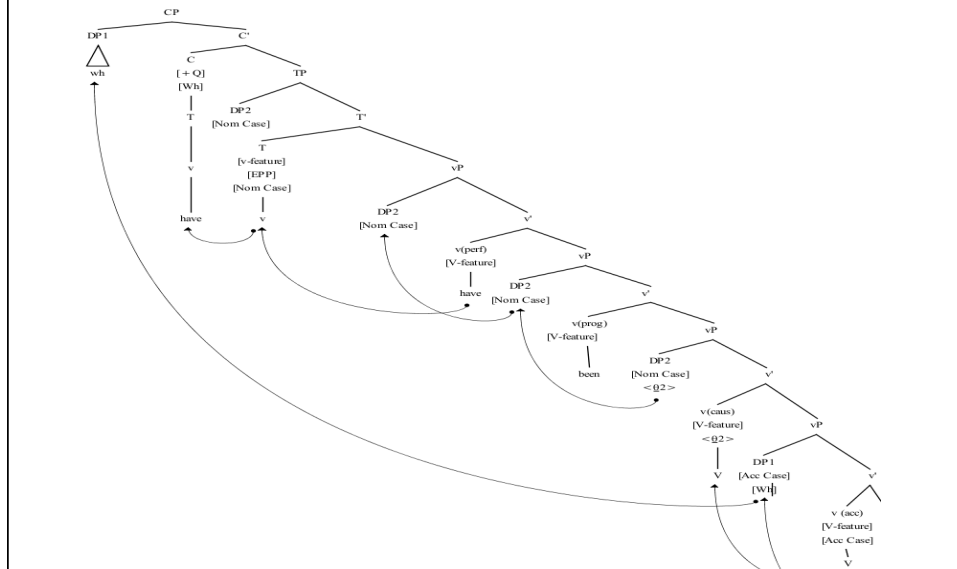 CP
DP1 C'
wh
C
[ + Q]
[Wh]
TP
T
DP2
[Nom Case]
T'
v
T
[v-feature]
[EPP]
[Nom Case]
vP
have
v
DP2
[Nom Case]
v'
v(perf)
[V-feature]
vP
have
DP2
[Nom Case]
v'
v(prog)
[V-feature]
vP
been
DP2
[Nom Case]
<θ2>
v'
v(caus)
[V-feature]
<θ2>
vP
V
DP1
[Acc Case]
[Wh]
v'
v (acc)
[V-feature]
[Acc Case]
V